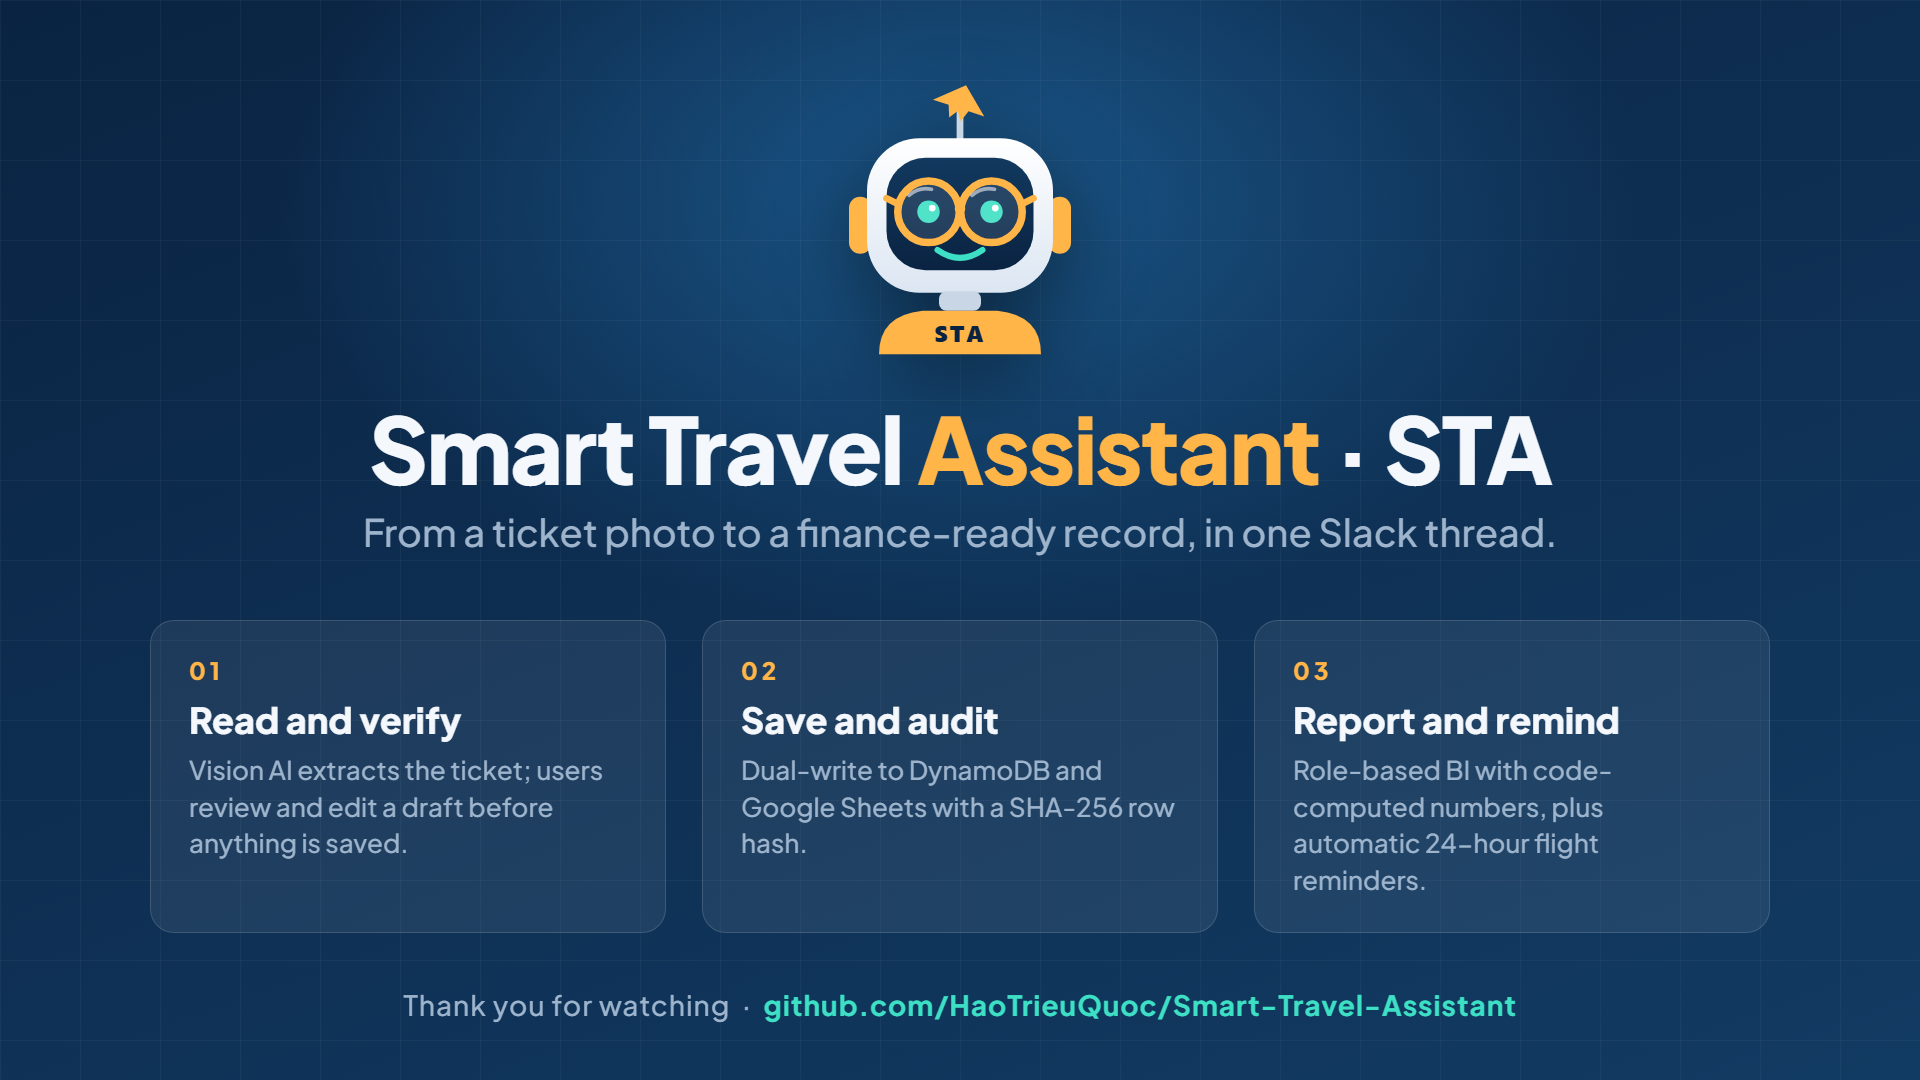 STA
Smart Travel Assistant · STA
From a ticket photo to a finance-ready record, in one Slack thread.
01
Read and verify
Vision AI extracts the ticket; users
review and edit a draft before
anything is saved.
02
Save and audit
Dual-write to DynamoDB and
Google Sheets with a SHA-256 row
hash.
03
Report and remind
Role-based BI with code-
computed numbers, plus
automatic 24-hour flight
reminders.
Thank you for watching · github.com/HaoTrieuQuoc/Smart-Travel-Assistant